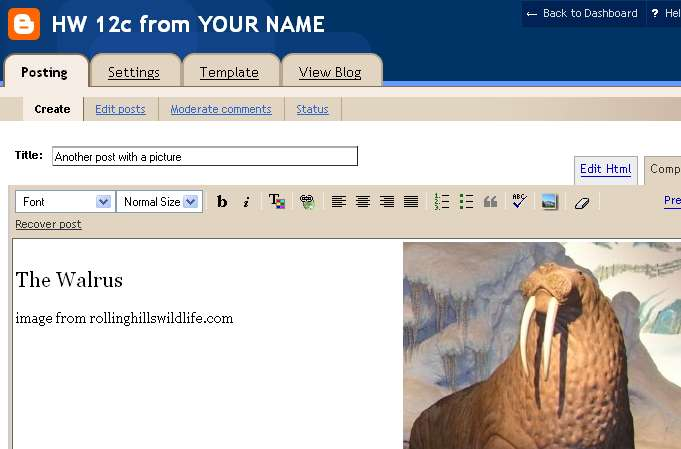 HW 12c from YOUR NAME
← Back to Dashboard ? Hel
Posting Settings Template View Blog
Create Edit posts Moderate comments Status
Title: Another post with a picture
Edit Html Comp
Font Normal Size b i T ABC Pre
Recover post
The Walrus
image from rollinghillswildlife.com